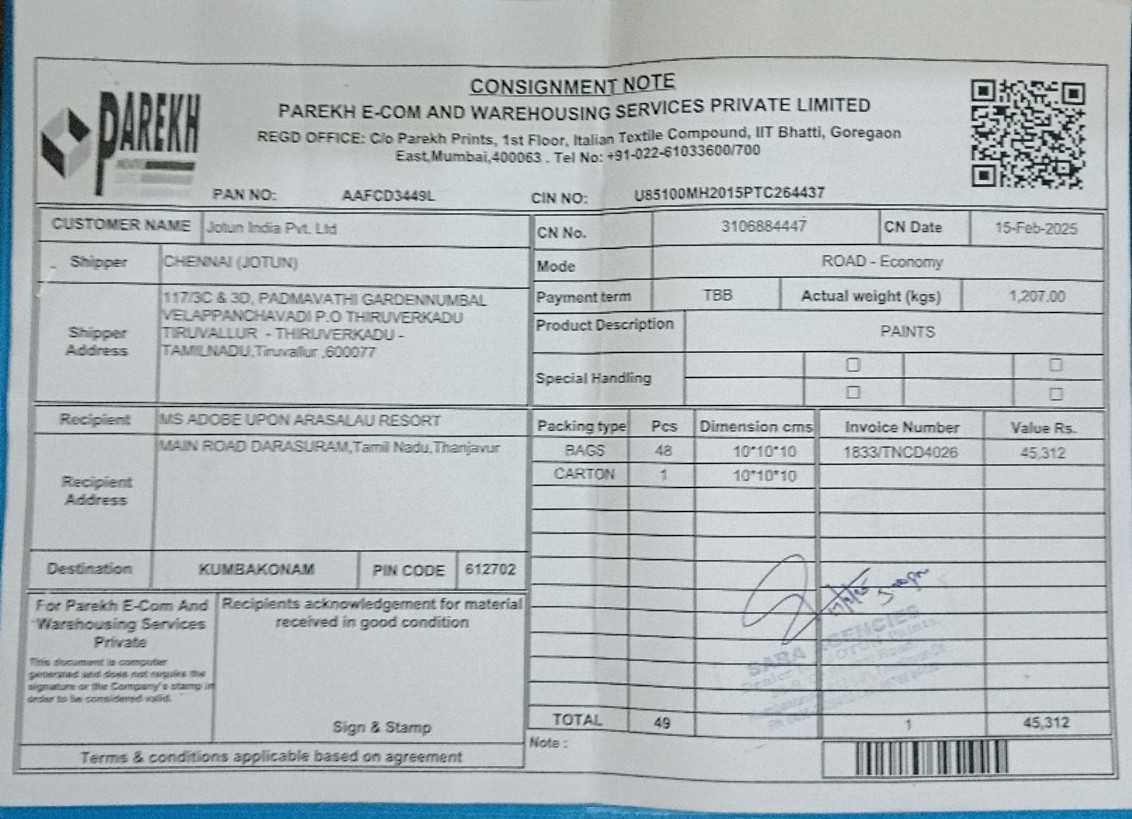 CONSIGNMENT NOTE
PAREKH
PAREKH E-COM AND WAREHOUSING SERVICES PRIVATE LIMITED
REGD OFFICE: C/o Parekh Prints, 1st Floor, Italian Textile Compound, IIT Bhatti, Goregaon
East,Mumbai,400063 . Tel No: +91-022-61033600/700
PAN NO: AAFCD3449L CIN NO: U85100MH2015PTC264437
CUSTOMER NAME Jotun India Pvt. Ltd
Shipper CHENNAI (JOTUN)
Shipper Address
117/3C & 3D, PADMAVATHI GARDENNUMBAL
VELAPPANCHAVADI P.O THIRUVERKADU
TIRUVALLUR - THIRUVERKADU -
TAMILNADU,Tiruvallur ,600077
CN No. 3106884447 CN Date 15-Feb-2025
Mode ROAD - Economy
Payment term TBB Actual weight (kgs) 1,207.00
Product Description PAINTS
Special Handling
Recipient MS ADOBE UPON ARASALAU RESORT
Recipient Address
MAIN ROAD DARASURAM,Tamil Nadu,Thanjavur
Destination KUMBAKONAM PIN CODE 612702
Packing type Pcs Dimension cms Invoice Number Value Rs.
BAGS 48 10*10*10 1833/TNCD4026 45,312
CARTON 1 10*10*10
SARA AGENCIES
TOTAL 49 1 45,312
Note :
For Parekh E-Com And
Warehousing Services
Private
This document is computer
generated and does not requires the
signature or the Company's stamp in
order to be considered valid.
Recipients acknowledgement for material
received in good condition
Sign & Stamp
Terms & conditions applicable based on agreement